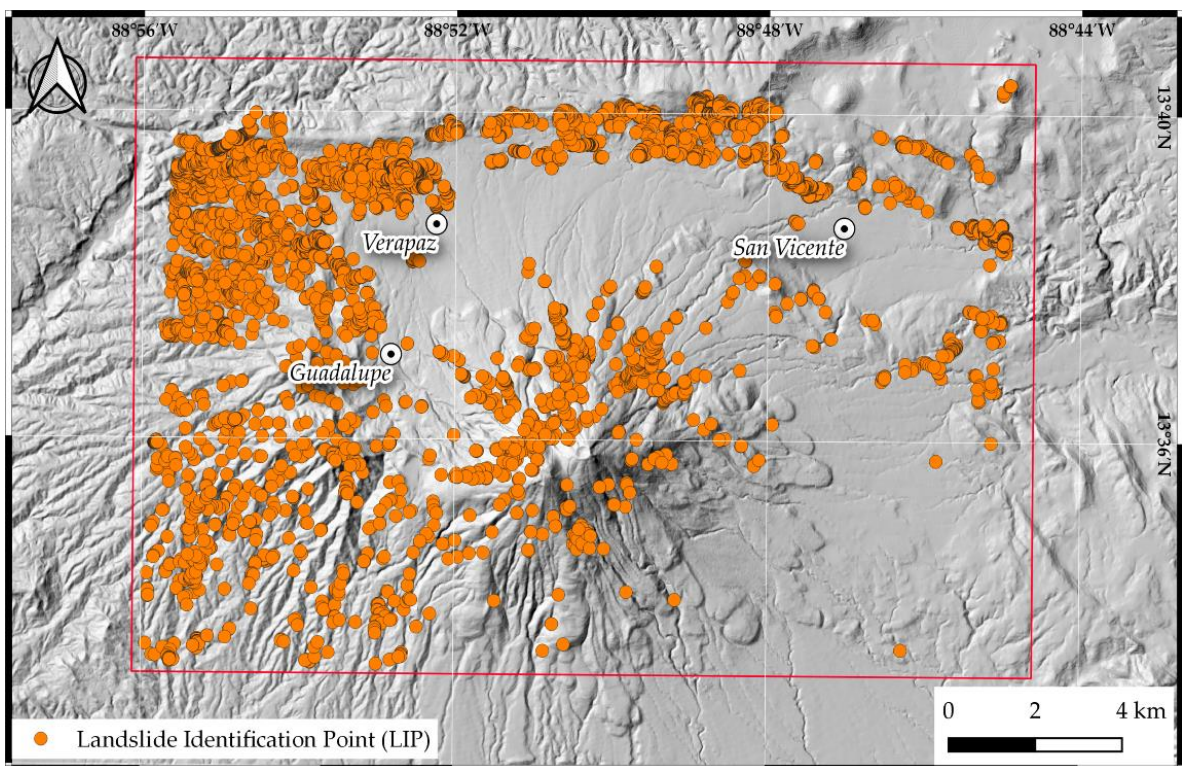 88°56′W 88°52′W 88°48′W 88°44′W
13°40′N
Verapaz
San Vicente
Guadalupe
13°36′N
0 2 4 km
Landslide Identification Point (LIP)